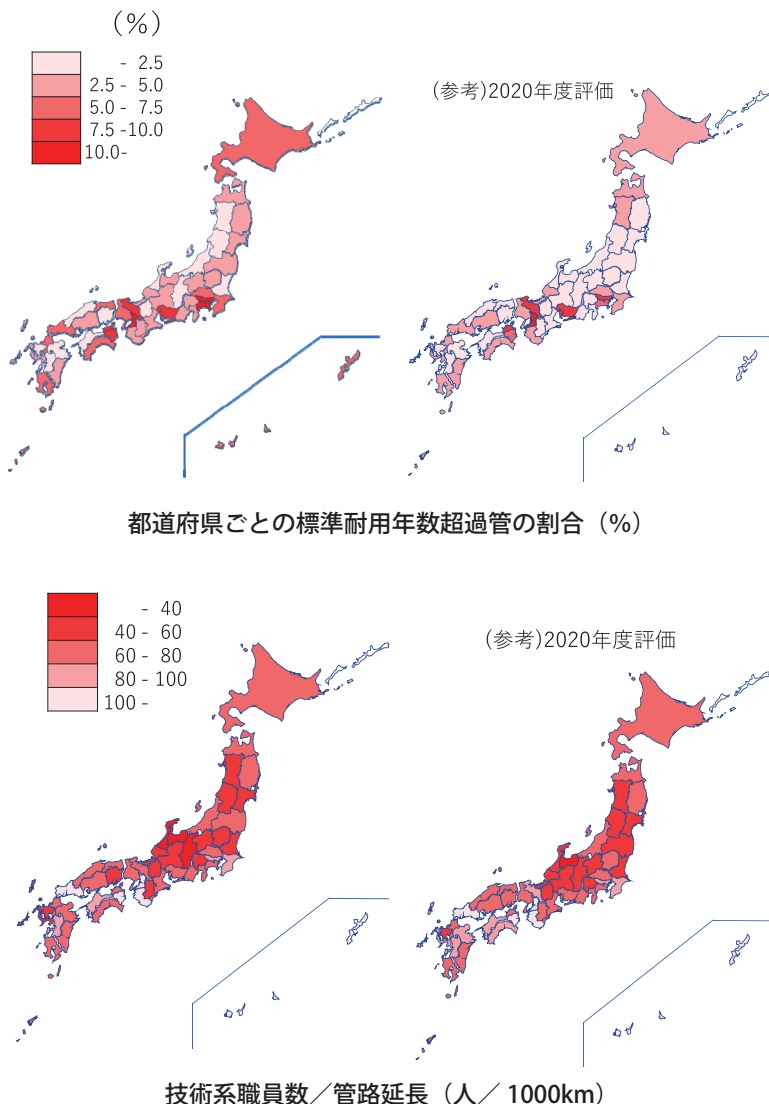 (%)
- 2.5
2.5 - 5.0
5.0 - 7.5
7.5 -10.0
10.0-
(参考)2020年度評価
都道府県ごとの標準耐用年数超過管の割合（%）
- 40
40 - 60
60 - 80
80 - 100
100 -
(参考)2020年度評価
技術系職員数／管路延長（人／ 1000km）